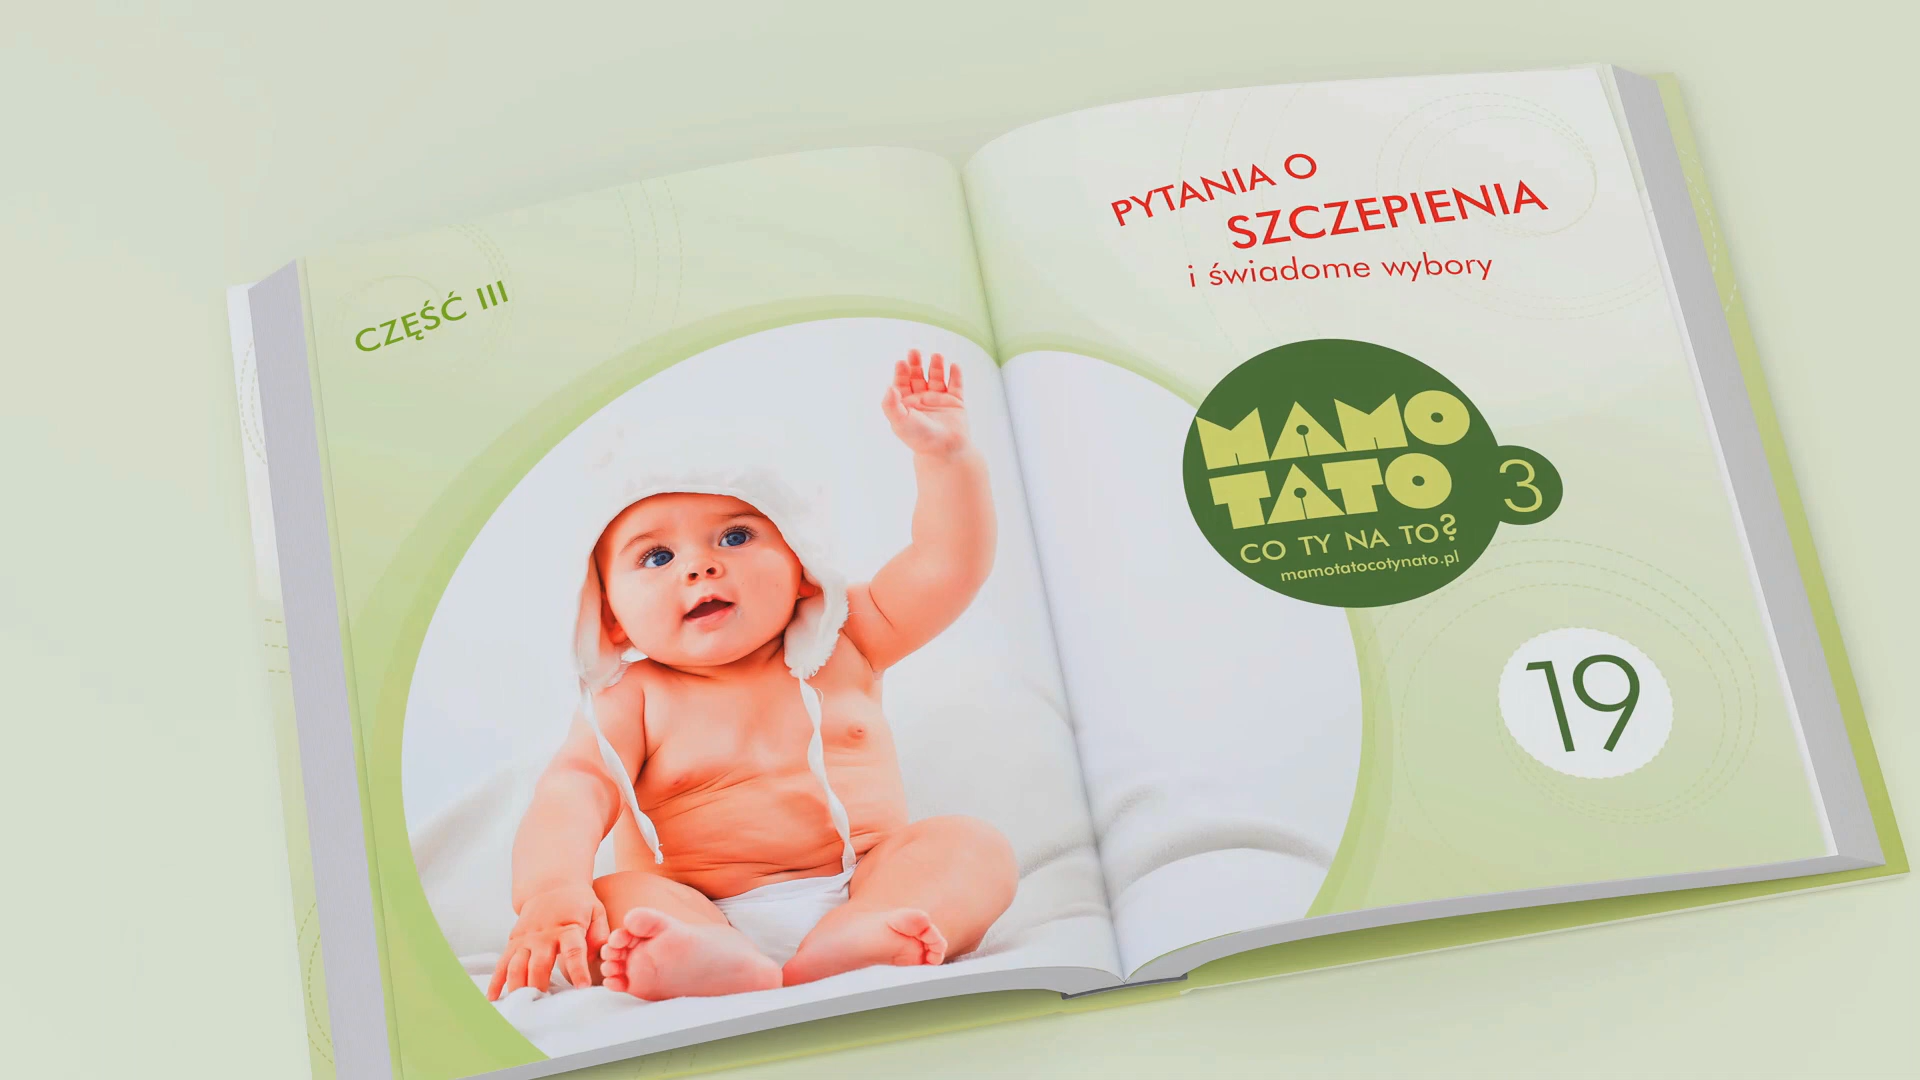 CZĘŚĆ III
PYTANIA O
SZCZEPIENIA
i świadome wybory
MAMO
TATO
3
CO TY NA TO?
mamotatocotynato.pl
19